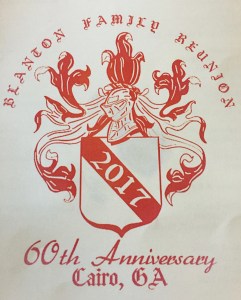 BLANTON FAMILY REUNION
2017
60th Anniversary
Cairo, GA